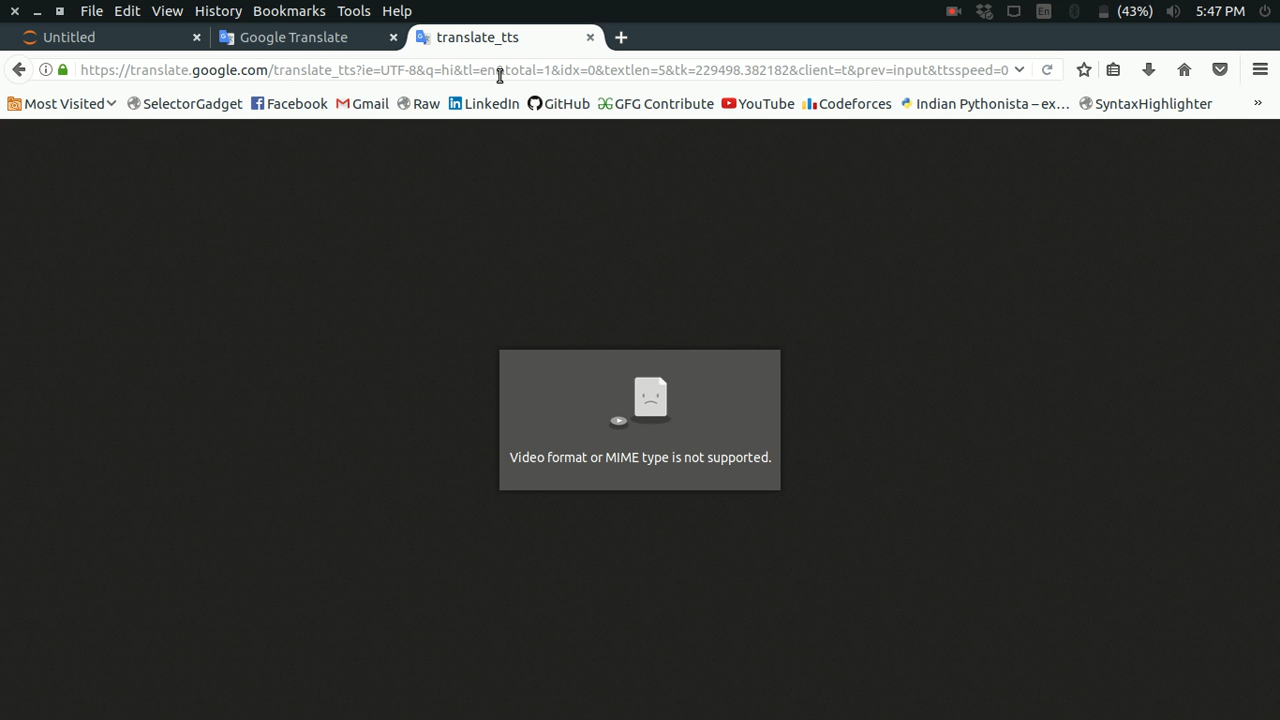 File Edit View History Bookmarks Tools Help En (43%) 5:47 PM
Untitled Google Translate translate_tts
https://translate.google.com/translate_tts?ie=UTF-8&q=hi&tl=en&total=1&idx=0&textlen=5&tk=229498.382182&client=t&prev=input&ttsspeed=0
Most Visited SelectorGadget Facebook Gmail Raw LinkedIn GitHub GFG Contribute YouTube Codeforces Indian Pythonista – ex… SyntaxHighlighter »
Video format or MIME type is not supported.